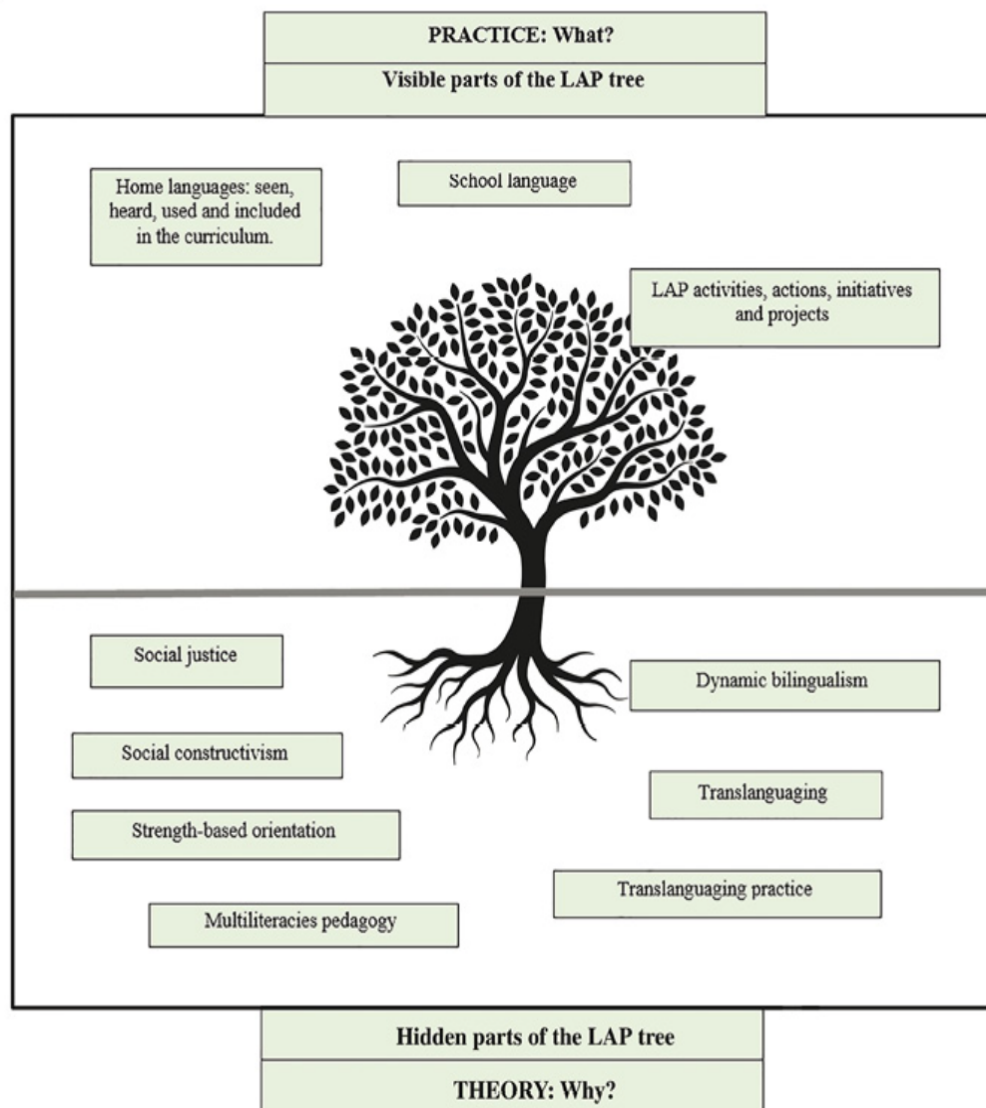 PRACTICE: What?
Visible parts of the LAP tree
School language
Home languages: seen,
heard, used and included
in the curriculum.
LAP activities, actions, initiatives
and projects
Social justice
Dynamic bilingualism
Social constructivism
Translanguaging
Strength-based orientation
Translanguaging practice
Multiliteracies pedagogy
Hidden parts of the LAP tree
THEORY: Why?